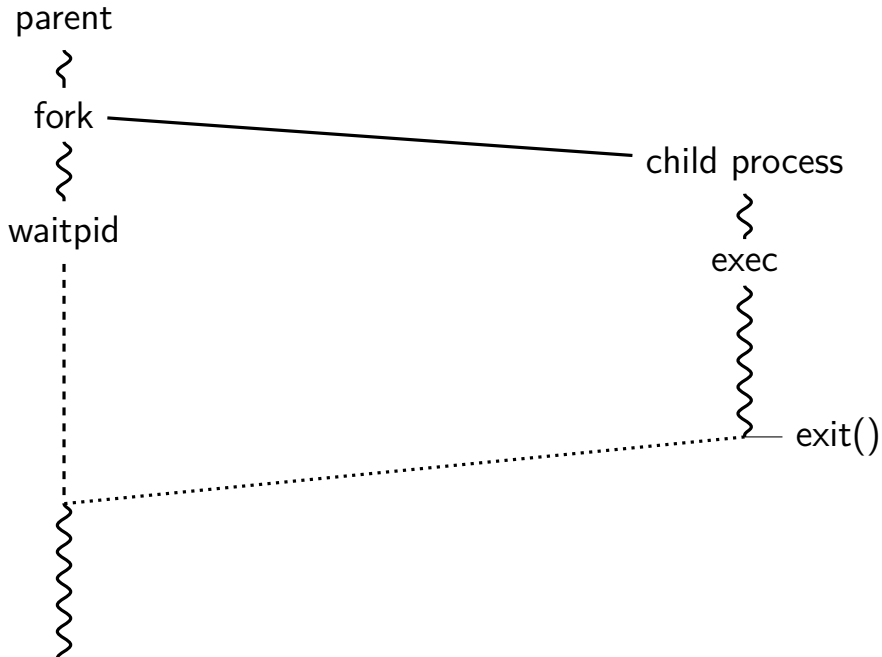 parent
fork
child process
waitpid
exec
exit()